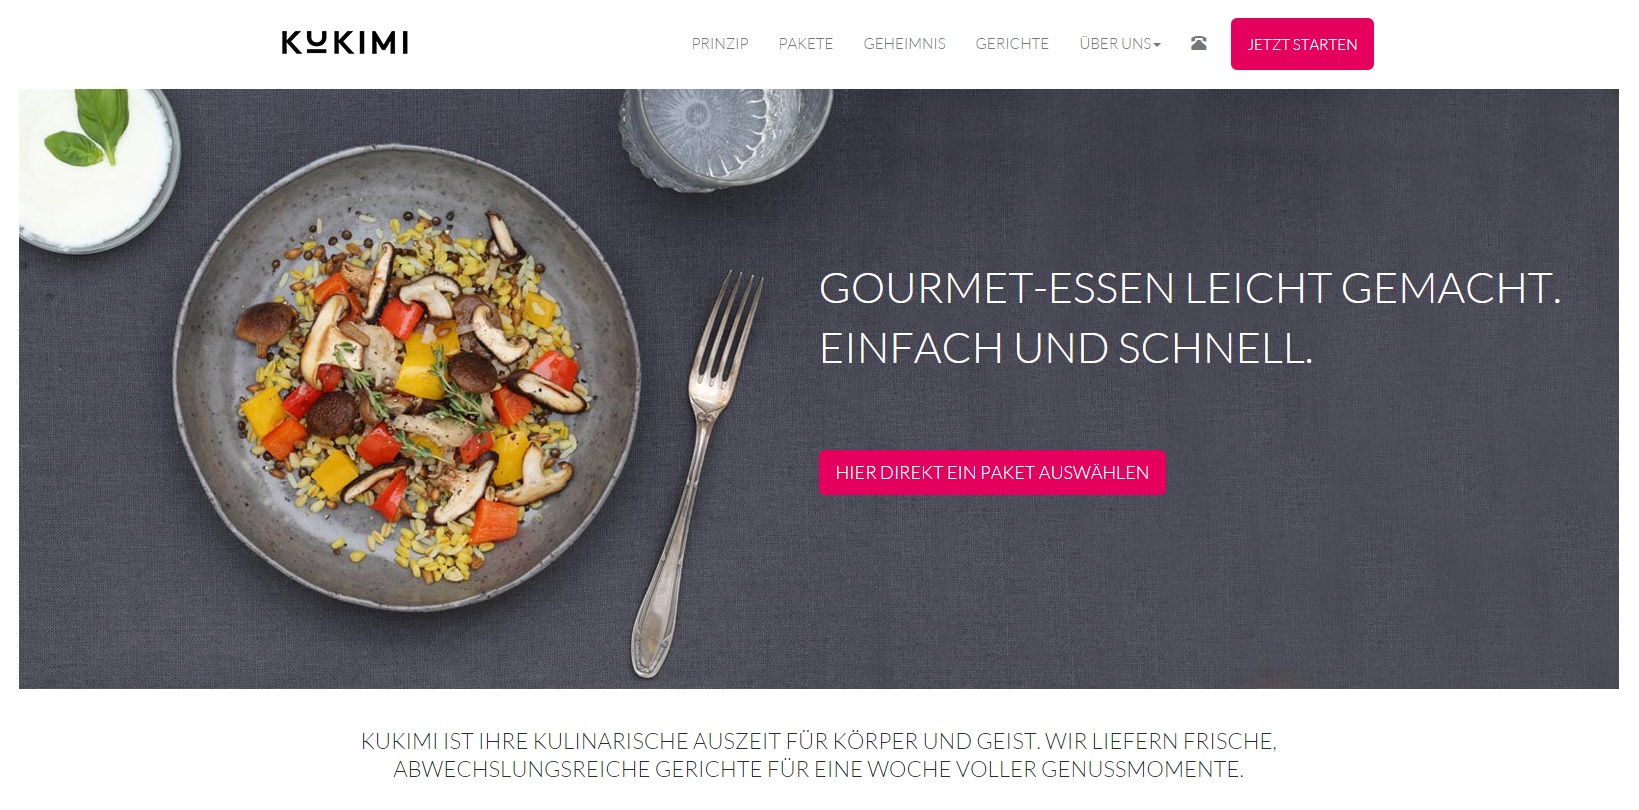 KUKIMI
PRINZIP PAKETE GEHEIMNIS GERICHTE ÜBER UNS JETZT STARTEN
GOURMET-ESSEN LEICHT GEMACHT.
EINFACH UND SCHNELL.
HIER DIREKT EIN PAKET AUSWÄHLEN
KUKIMI IST IHRE KULINARISCHE AUSZEIT FÜR KÖRPER UND GEIST. WIR LIEFERN FRISCHE,
ABWECHSLUNGSREICHE GERICHTE FÜR EINE WOCHE VOLLER GENUSSMOMENTE.